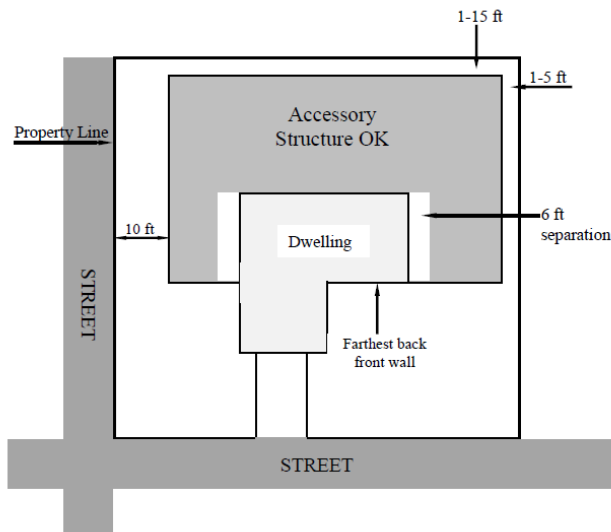 1-15 ft
1-5 ft
Accessory
Structure OK
Property Line
10 ft
6 ft
separation
Dwelling
STREET
Farthest back
front wall
STREET